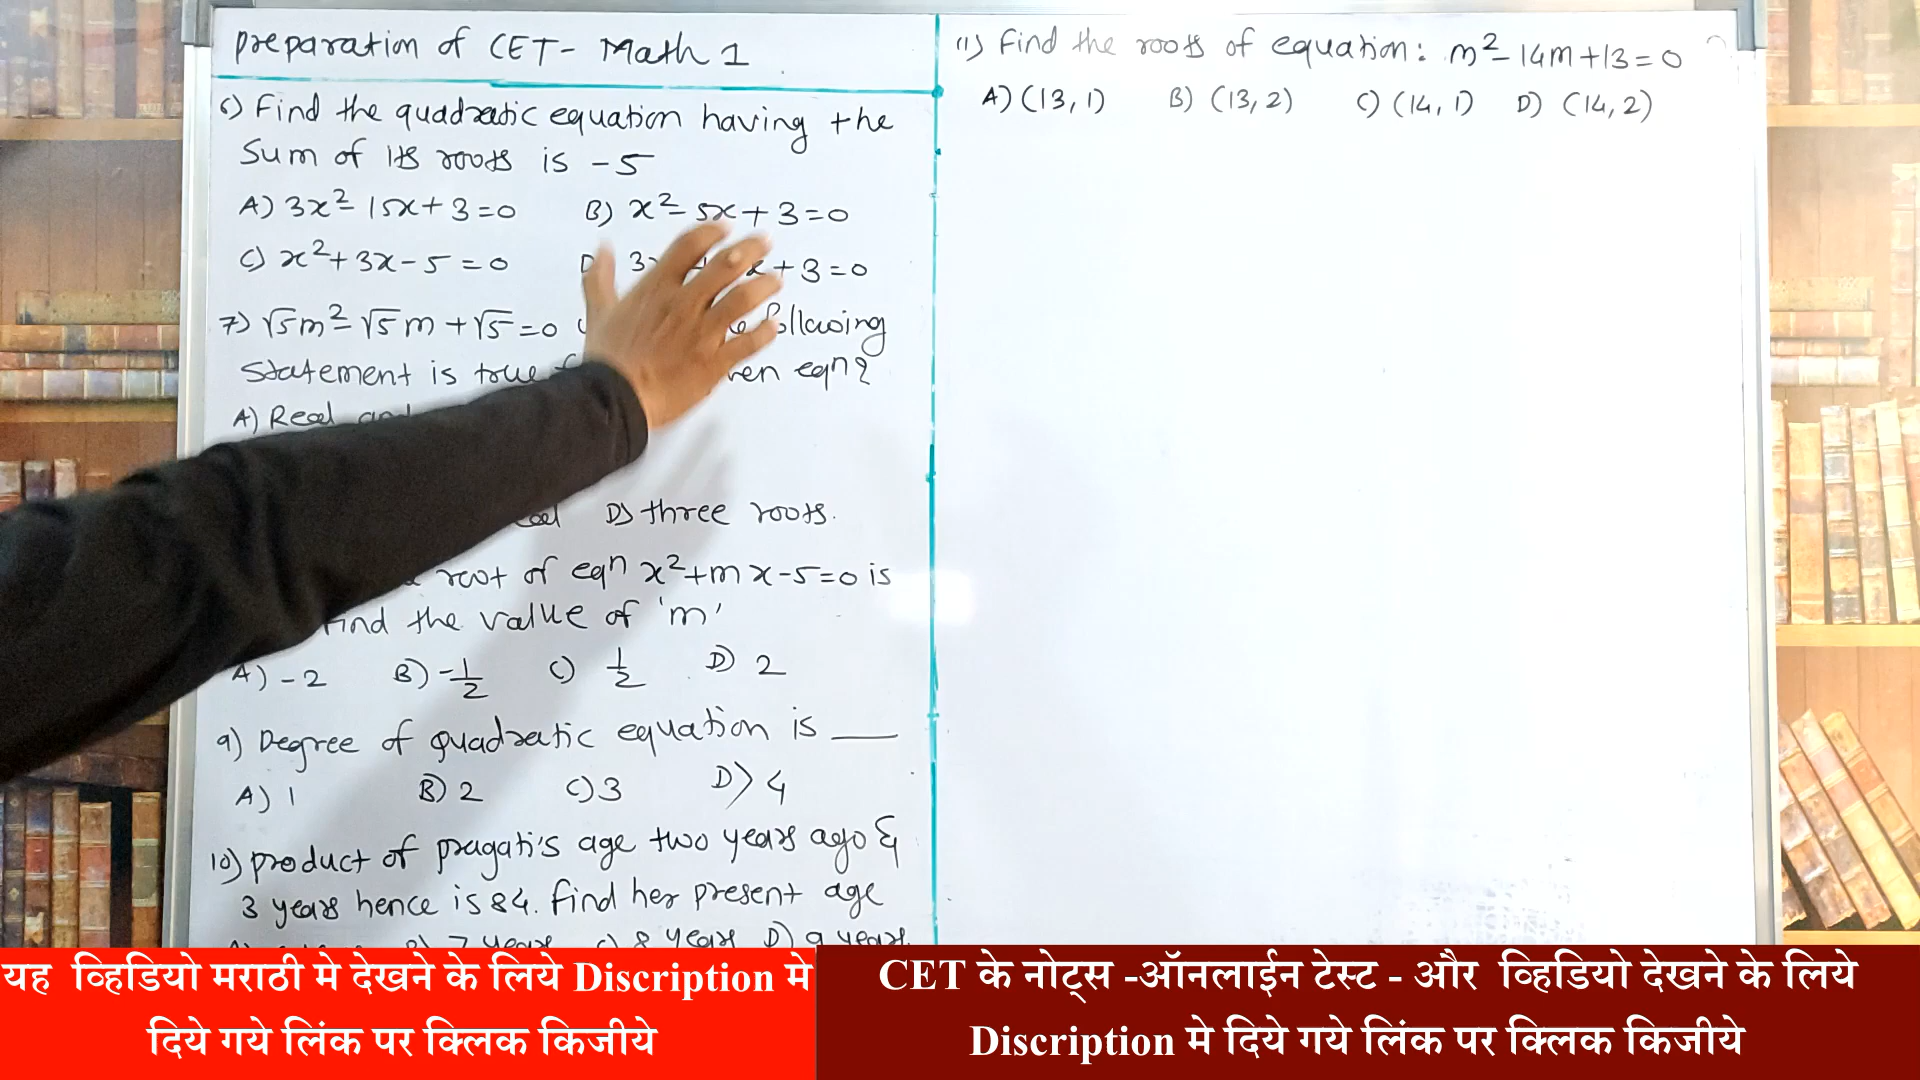 preparation of CET - Math 1
6) Find the quadratic equation having the
sum of its roots is -5
A) 3x²- 15x + 3 = 0 B) x²- 5x + 3 = 0
C) x² + 3x - 5 = 0 D 3 x + 3 = 0
7) √5m²- √5m + √5 = 0 following
statement is true eqn?
A) Real and
D) three roots.
root of eqn x²+mx-5=0 is
find the value of 'm'
A) -2 B) -1/2 C) 1/2 D) 2
9) Degree of quadratic equation is ___
A) 1 B) 2 C) 3 D) 4
10) product of pragati's age two years ago &
3 years hence is 84. find her present age
B) 7 years C) 8 years D) 9 years.
11) Find the roots of equation: m²- 14m + 13 = 0
A) (13, 1) B) (13, 2) C) (14, 1) D) (14, 2)
यह व्हिडियो मराठी मे देखने के लिये Discription मे
दिये गये लिंक पर क्लिक किजीये
CET के नोट्स -ऑनलाईन टेस्ट - और व्हिडियो देखने के लिये
Discription मे दिये गये लिंक पर क्लिक किजीये